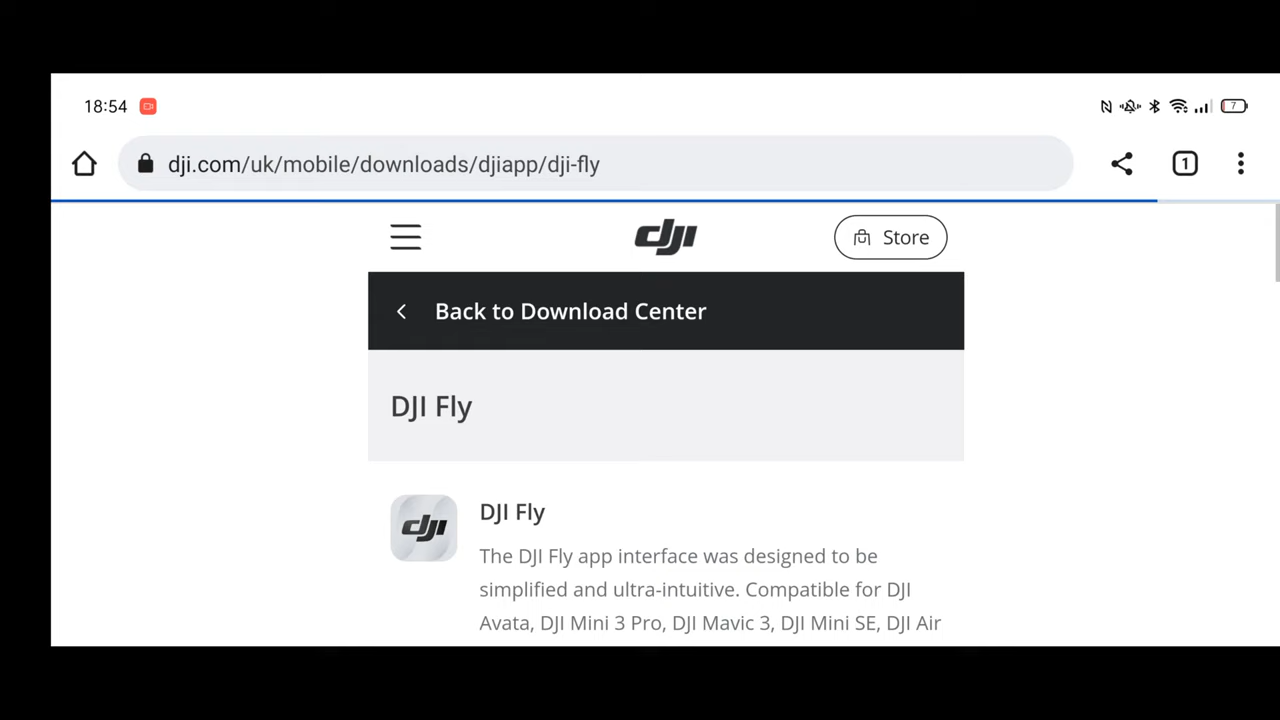 18:54
7
dji.com/uk/mobile/downloads/djiapp/dji-fly
1
dji
Store
Back to Download Center
DJI Fly
dji
DJI Fly
The DJI Fly app interface was designed to be
simplified and ultra-intuitive. Compatible for DJI
Avata, DJI Mini 3 Pro, DJI Mavic 3, DJI Mini SE, DJI Air